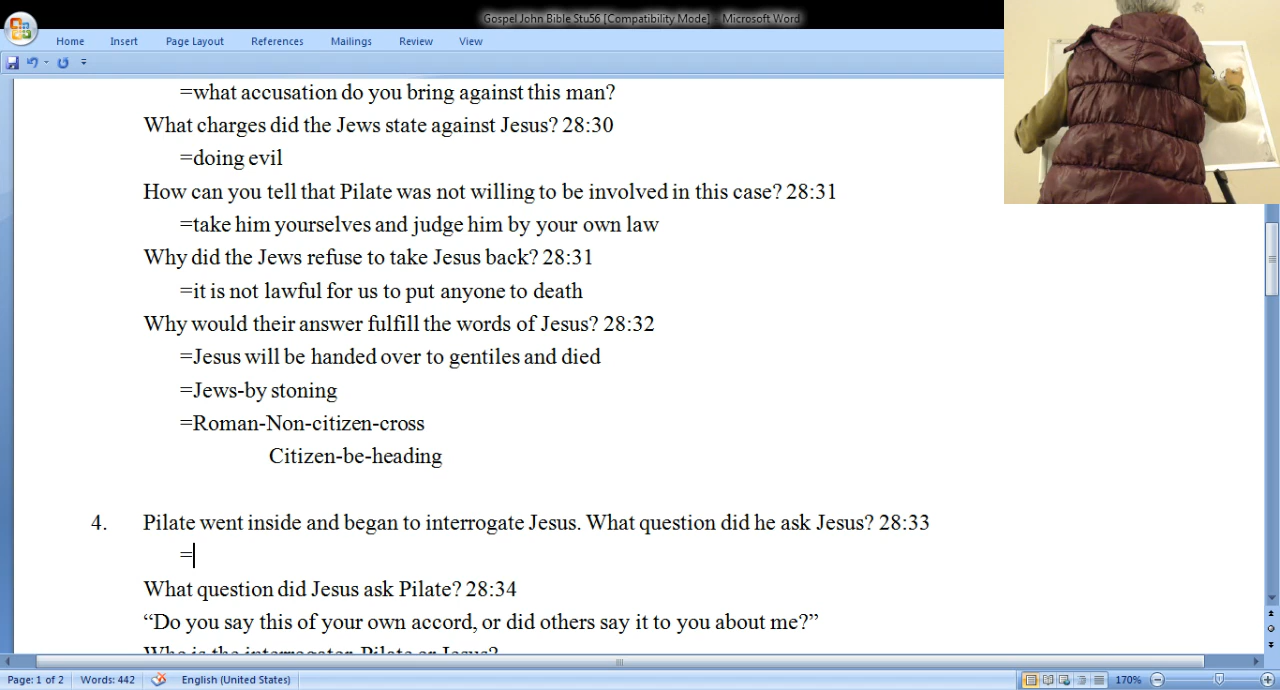 Gospel John Bible Stu56 [Compatibility Mode] - Microsoft Word
Home Insert Page Layout References Mailings Review View
=what accusation do you bring against this man?
What charges did the Jews state against Jesus? 28:30
=doing evil
How can you tell that Pilate was not willing to be involved in this case? 28:31
=take him yourselves and judge him by your own law
Why did the Jews refuse to take Jesus back? 28:31
=it is not lawful for us to put anyone to death
Why would their answer fulfill the words of Jesus? 28:32
=Jesus will be handed over to gentiles and died
=Jews-by stoning
=Roman-Non-citizen-cross
Citizen-be-heading
4. Pilate went inside and began to interrogate Jesus. What question did he ask Jesus? 28:33
=
What question did Jesus ask Pilate? 28:34
“Do you say this of your own accord, or did others say it to you about me?”
Who is the interrogator, Pilate or Jesus?
Page: 1 of 2 Words: 442 English (United States) 170%